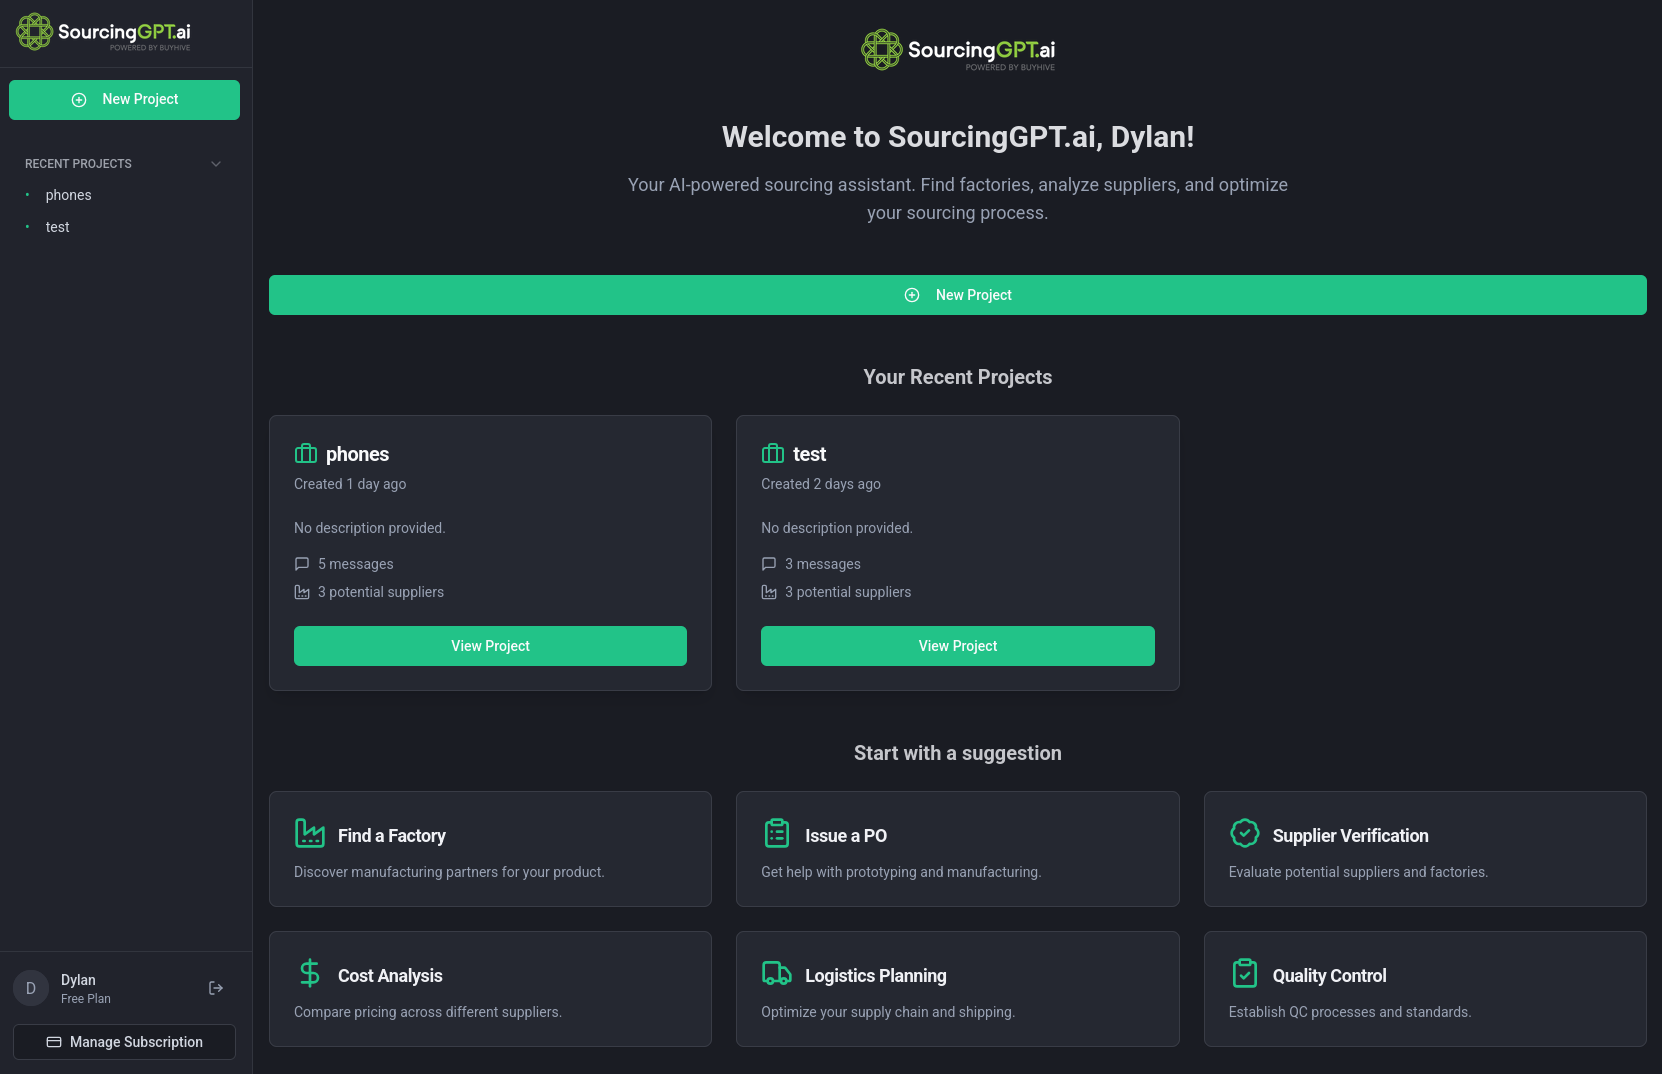 SourcingGPT.ai
POWERED BY BUYHIVE
New Project
RECENT PROJECTS
phones
test
D
Dylan
Free Plan
Manage Subscription
SourcingGPT.ai
POWERED BY BUYHIVE
Welcome to SourcingGPT.ai, Dylan!
Your AI-powered sourcing assistant. Find factories, analyze suppliers, and optimize
your sourcing process.
New Project
Your Recent Projects
phones
Created 1 day ago
No description provided.
5 messages
3 potential suppliers
View Project
test
Created 2 days ago
No description provided.
3 messages
3 potential suppliers
View Project
Start with a suggestion
Find a Factory
Discover manufacturing partners for your product.
Issue a PO
Get help with prototyping and manufacturing.
Supplier Verification
Evaluate potential suppliers and factories.
Cost Analysis
Compare pricing across different suppliers.
Logistics Planning
Optimize your supply chain and shipping.
Quality Control
Establish QC processes and standards.